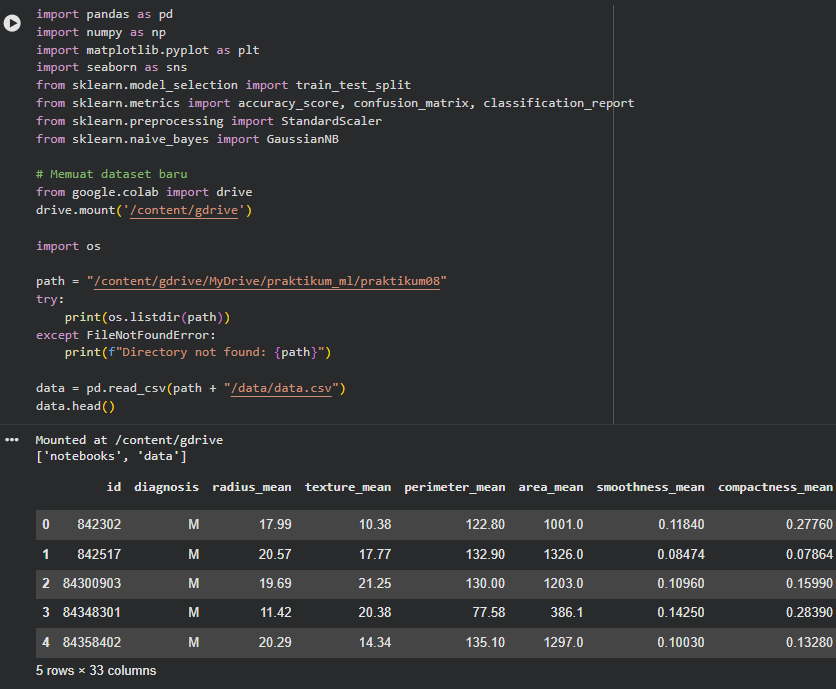 import pandas as pd
import numpy as np
import matplotlib.pyplot as plt
import seaborn as sns
from sklearn.model_selection import train_test_split
from sklearn.metrics import accuracy_score, confusion_matrix, classification_report
from sklearn.preprocessing import StandardScaler
from sklearn.naive_bayes import GaussianNB
# Memuat dataset baru
from google.colab import drive
drive.mount('/content/gdrive')
import os
path = "/content/gdrive/MyDrive/praktikum_ml/praktikum08"
try:
    print(os.listdir(path))
except FileNotFoundError:
    print(f"Directory not found: {path}")
data = pd.read_csv(path + "/data/data.csv")
data.head()
Mounted at /content/gdrive
['notebooks', 'data']
id diagnosis radius_mean texture_mean perimeter_mean area_mean smoothness_mean compactness_mean
0 842302 M 17.99 10.38 122.80 1001.0 0.11840 0.27760
1 842517 M 20.57 17.77 132.90 1326.0 0.08474 0.07864
2 84300903 M 19.69 21.25 130.00 1203.0 0.10960 0.15990
3 84348301 M 11.42 20.38 77.58 386.1 0.14250 0.28390
4 84358402 M 20.29 14.34 135.10 1297.0 0.10030 0.13280
5 rows × 33 columns